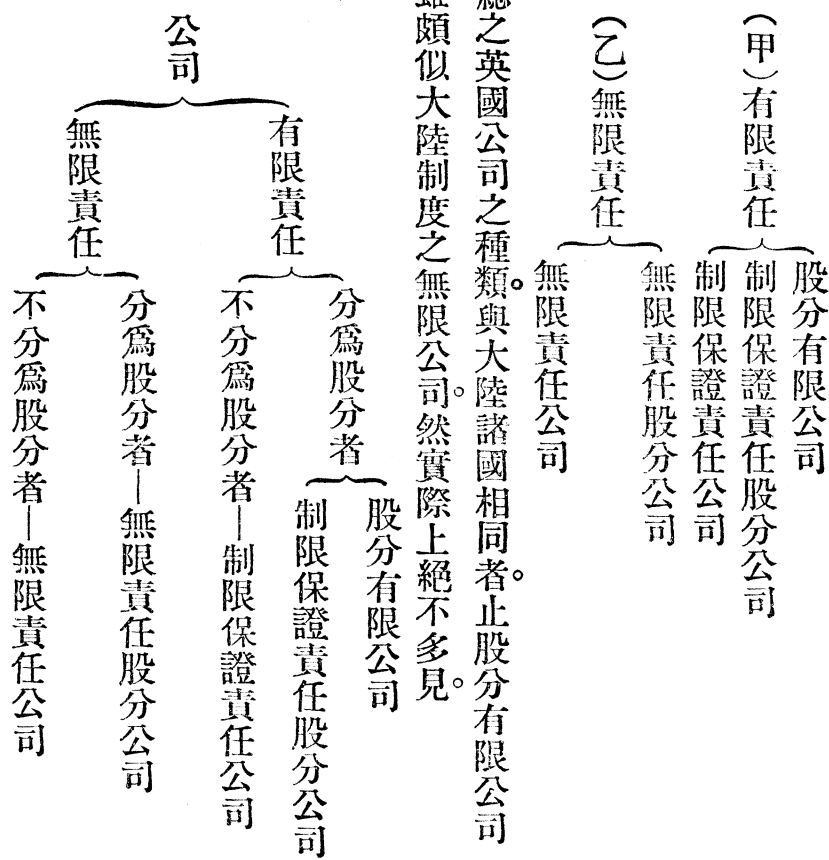 (甲)有限責任
股分有限公司
制限保證責任股分公司
制限保證責任公司
(乙)無限責任
無限責任股分公司
無限責任公司
總之英國公司之種類。與大陸諸國相同者。止股分有限公司
雖頗似大陸制度之無限公司。然實際上絕不多見。
公司
有限責任
分爲股分者
股分有限公司
制限保證責任股分公司
不分爲股分者—制限保證責任公司
無限責任
分爲股分者—無限責任股分公司
不分爲股分者—無限責任公司